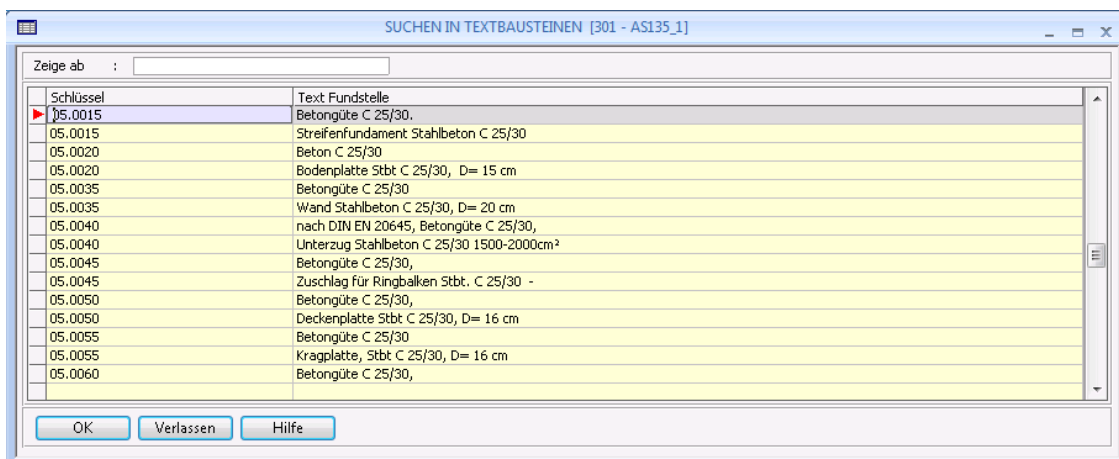 SUCHEN IN TEXTBAUSTEINEN [301 - AS135_1]
Zeige ab :
Schlüssel Text Fundstelle
05.0015 Betongüte C 25/30.
05.0015 Streifenfundament Stahlbeton C 25/30
05.0020 Beton C 25/30
05.0020 Bodenplatte Stbt C 25/30, D= 15 cm
05.0035 Betongüte C 25/30
05.0035 Wand Stahlbeton C 25/30, D= 20 cm
05.0040 nach DIN EN 20645, Betongüte C 25/30,
05.0040 Unterzug Stahlbeton C 25/30 1500-2000cm²
05.0045 Betongüte C 25/30,
05.0045 Zuschlag für Ringbalken Stbt. C 25/30 -
05.0050 Betongüte C 25/30,
05.0050 Deckenplatte Stbt C 25/30, D= 16 cm
05.0055 Betongüte C 25/30
05.0055 Kragplatte, Stbt C 25/30, D= 16 cm
05.0060 Betongüte C 25/30,
OK Verlassen Hilfe